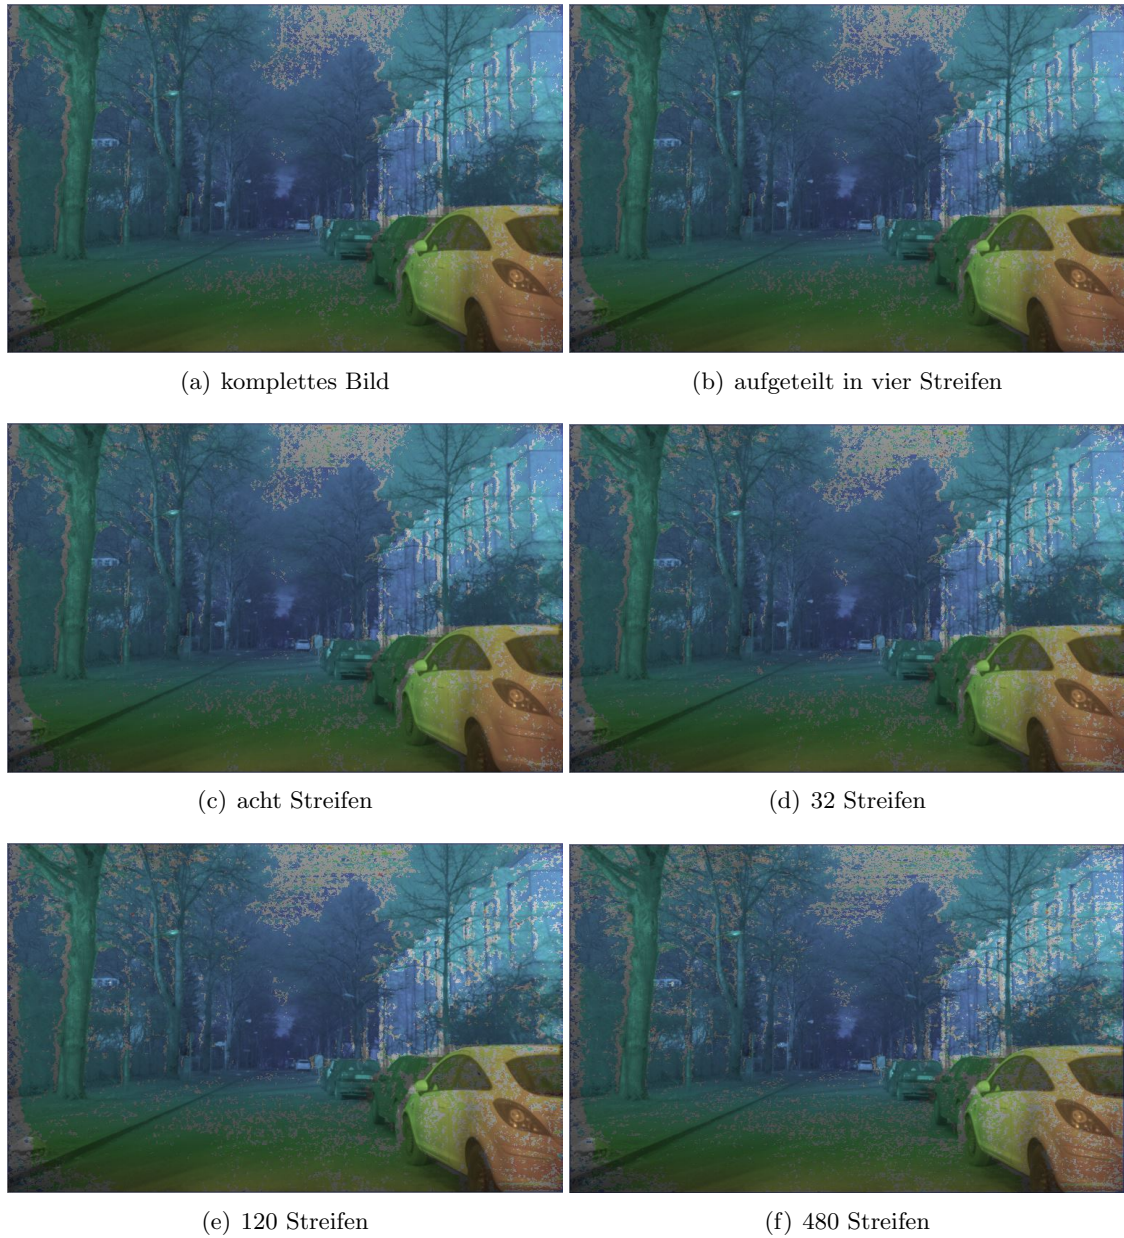 (a) komplettes Bild
(b) aufgeteilt in vier Streifen
(c) acht Streifen
(d) 32 Streifen
(e) 120 Streifen
(f) 480 Streifen